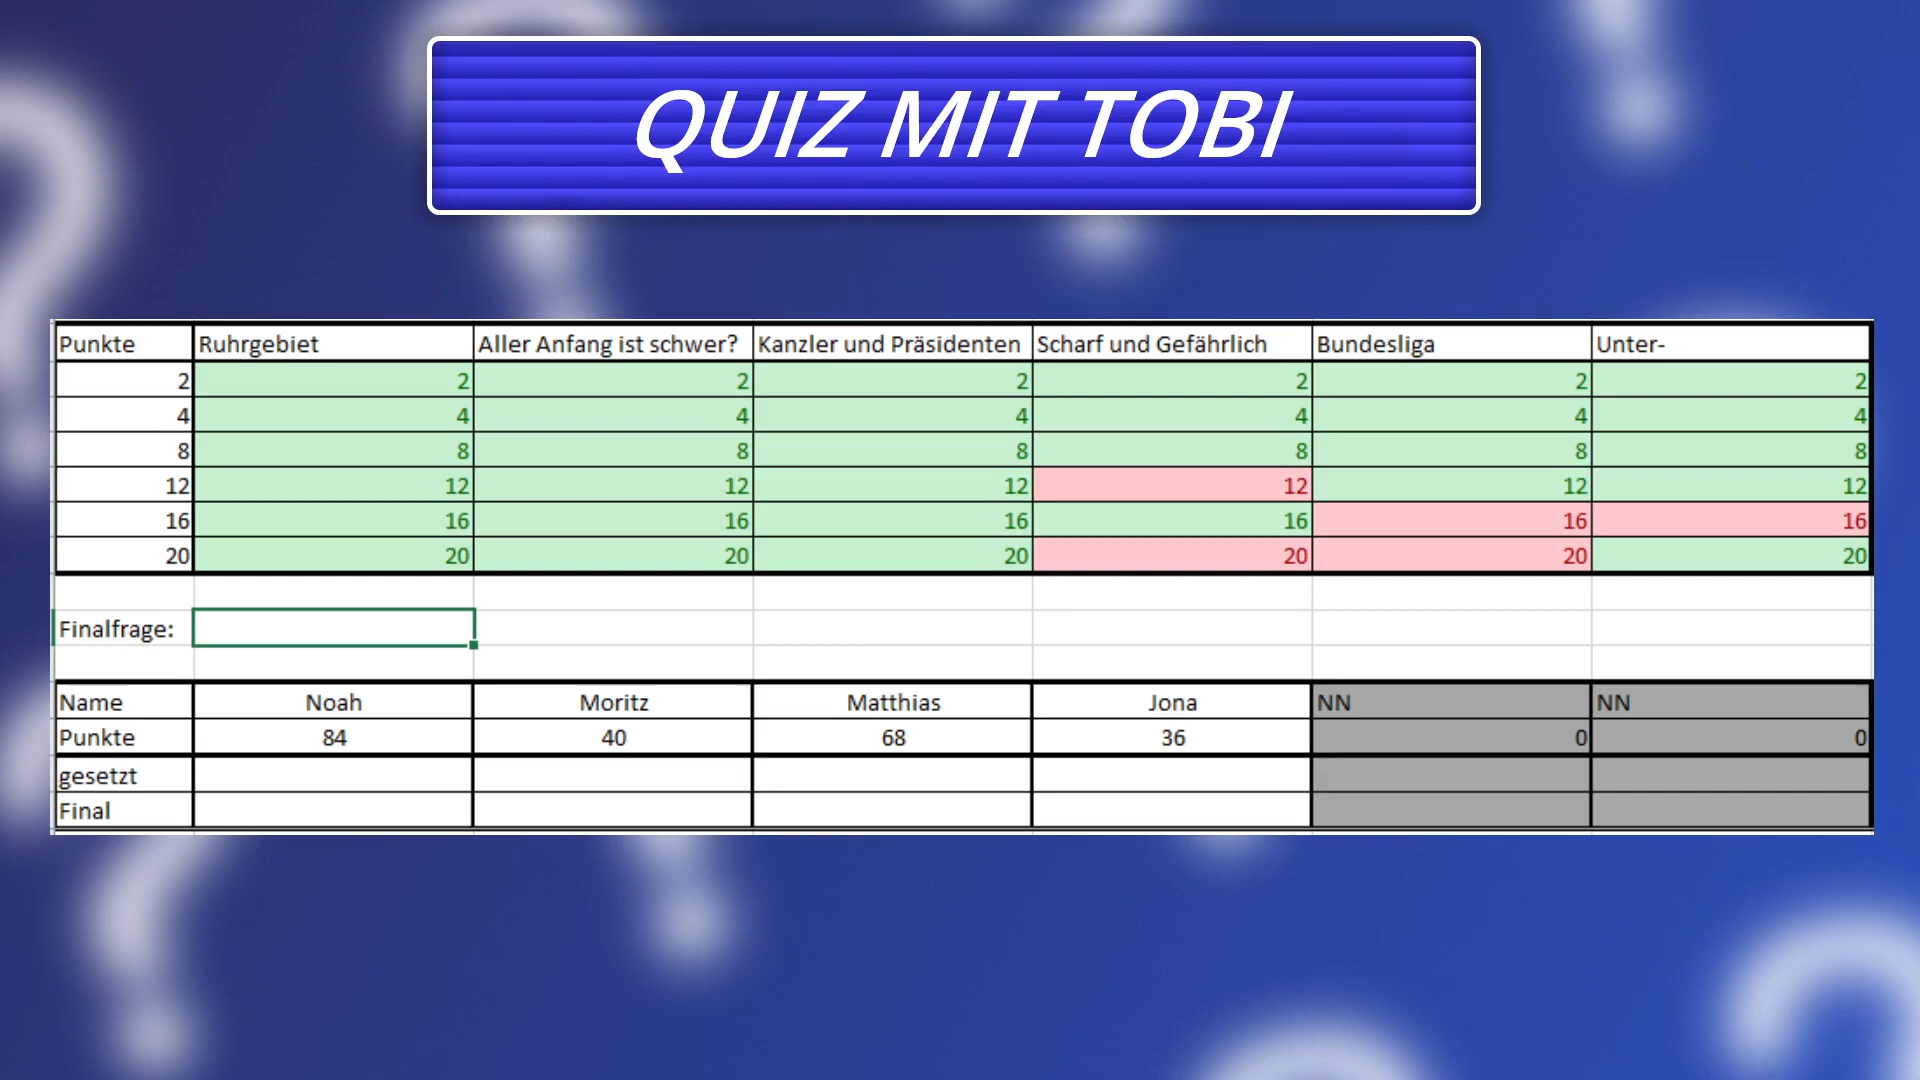 QUIZ MIT TOBI
Punkte Ruhrgebiet Aller Anfang ist schwer? Kanzler und Präsidenten Scharf und Gefährlich Bundesliga Unter-
2 2 2 2 2 2 2
4 4 4 4 4 4 4
8 8 8 8 8 8 8
12 12 12 12 12 12 12
16 16 16 16 16 16 16
20 20 20 20 20 20 20
Finalfrage:
Name Noah Moritz Matthias Jona NN NN
Punkte 84 40 68 36 0 0
gesetzt
Final